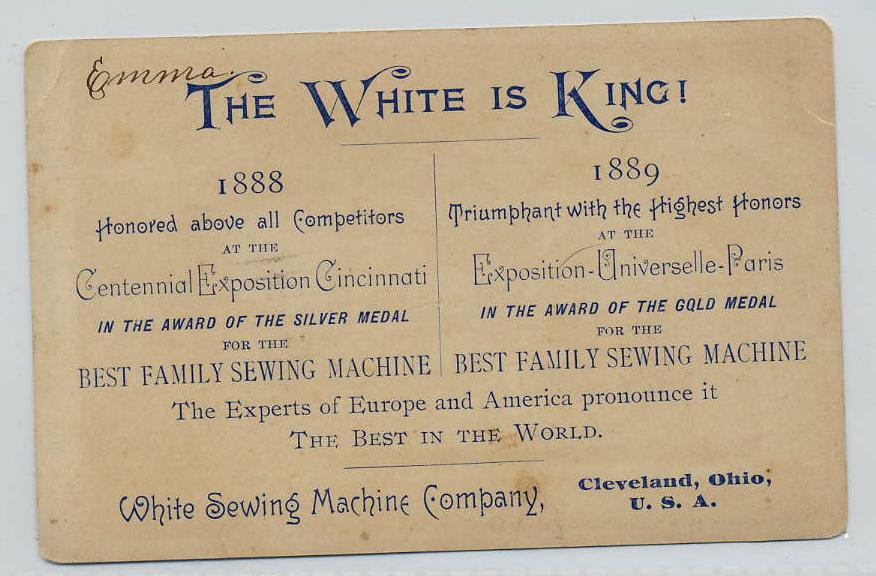 Emma.
The White is King!
1888
Honored above all Competitors
AT THE
Centennial Exposition Cincinnati
IN THE AWARD OF THE SILVER MEDAL
FOR THE
BEST FAMILY SEWING MACHINE
1889
Triumphant with the Highest Honors
AT THE
Exposition-Universelle-Paris
IN THE AWARD OF THE GOLD MEDAL
FOR THE
BEST FAMILY SEWING MACHINE
The Experts of Europe and America pronounce it
The Best in the World.
White Sewing Machine Company,
Cleveland, Ohio,
U. S. A.